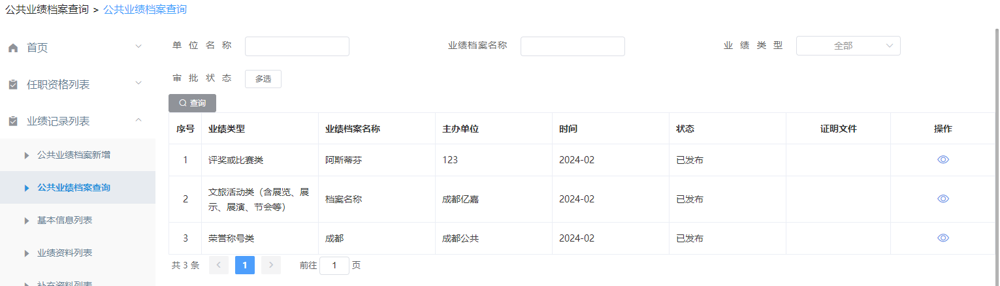 公共业绩档案查询 > 公共业绩档案查询
首页
任职资格列表
业绩记录列表
公共业绩档案新增
公共业绩档案查询
基本信息列表
业绩资料列表
补充资料列表
单位名称
业绩档案名称
业绩类型 全部
审批状态 多选
查询
序号 业绩类型 业绩档案名称 主办单位 时间 状态 证明文件 操作
1 评奖或比赛类 阿斯蒂芬 123 2024-02 已发布
2 文旅活动类（含展览、展 档案名称 成都亿嘉 2024-02 已发布
示、展演、节会等）
3 荣誉称号类 成都 成都公共 2024-02 已发布
共 3 条 < 1 > 前往 1 页